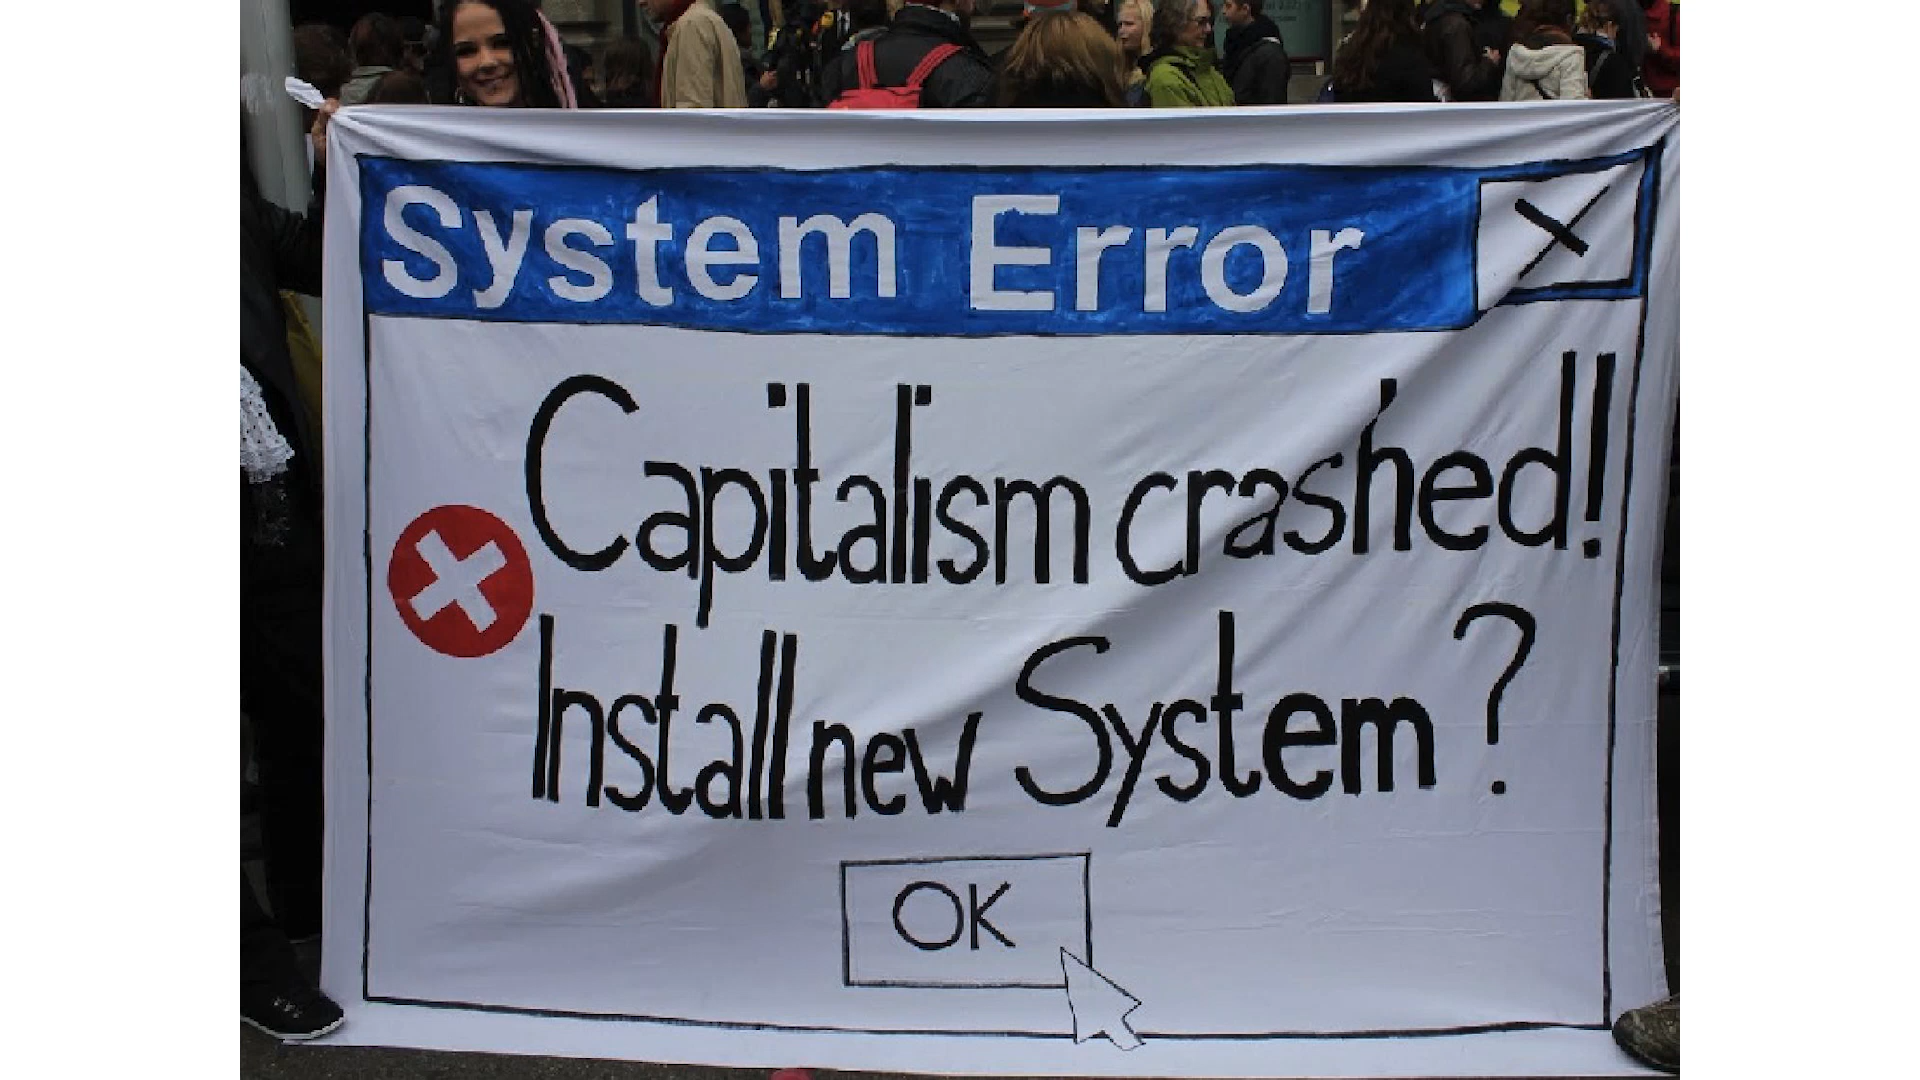 System Error X
Capitalism crashed!
Install new System?
OK